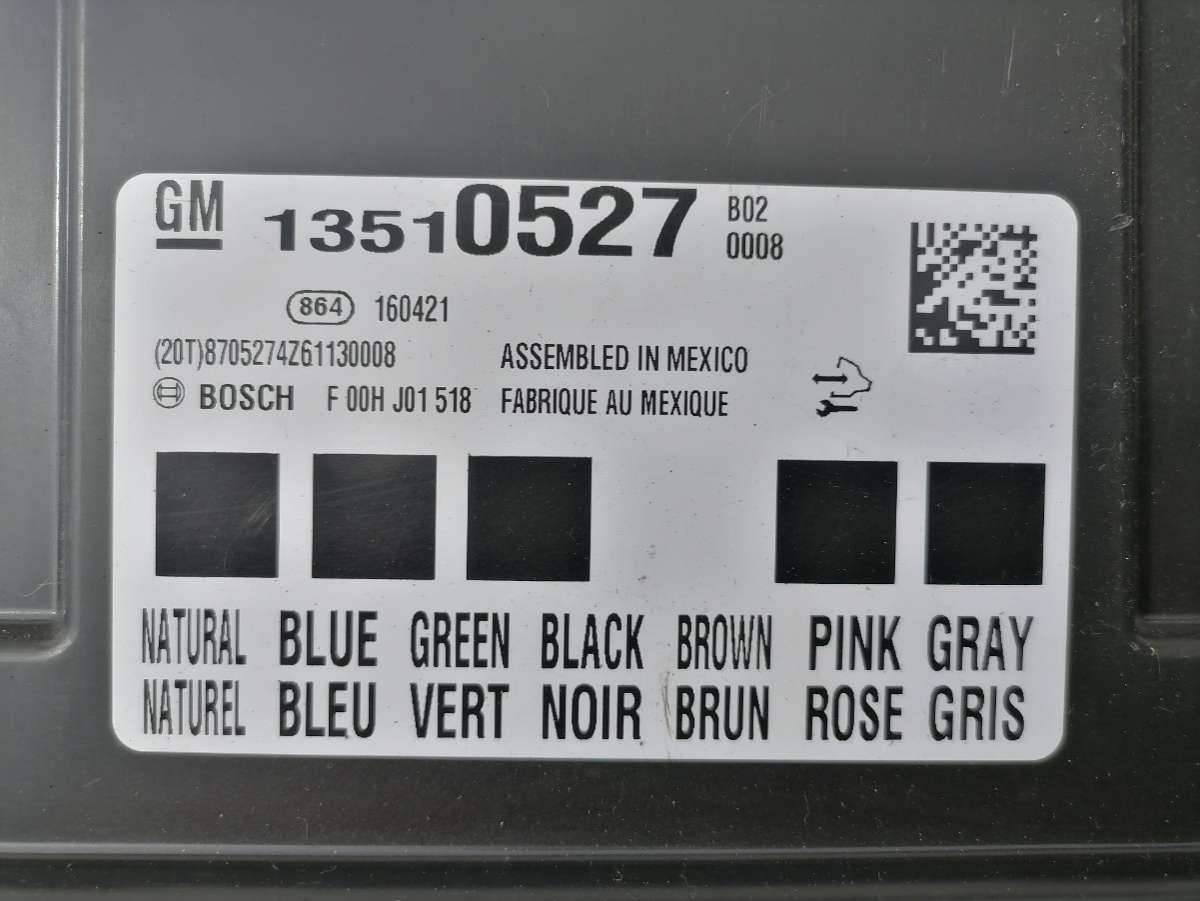 GM 13510527 B02
0008
864 160421
(20T)8705274Z61130008 ASSEMBLED IN MEXICO
BOSCH F 00H J01 518 FABRIQUE AU MEXIQUE
NATURAL BLUE GREEN BLACK BROWN PINK GRAY
NATUREL BLEU VERT NOIR BRUN ROSE GRIS